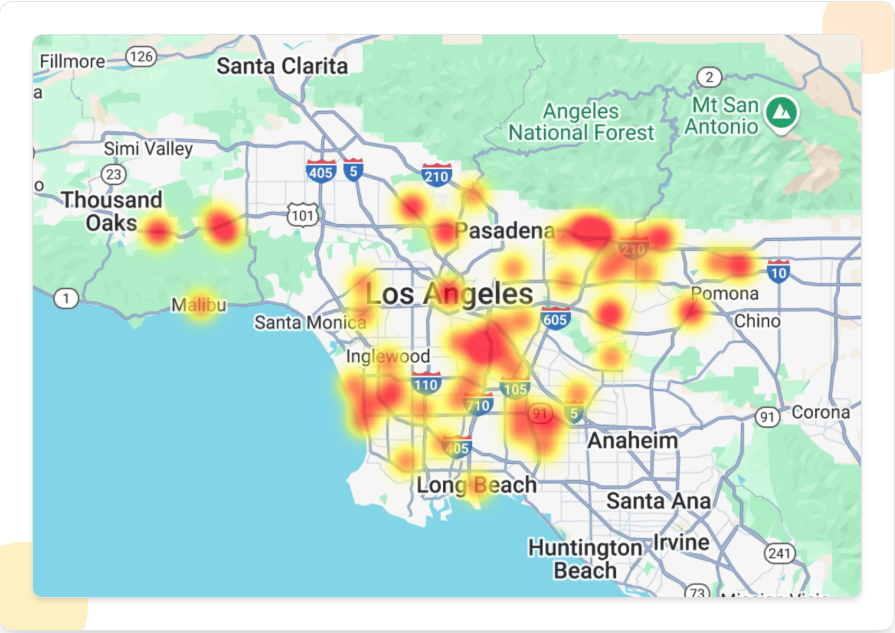 Fillmore
126
Santa Clarita
2
a
Angeles
National Forest
Mt San
Antonio
Simi Valley
405
5
210
23
o
Thousand
Oaks
101
Pasadena
210
10
1
Malibu
Los Angeles
Pomona
Santa Monica
605
Chino
Inglewood
110
105
710
91
5
91
Corona
Anaheim
405
Long Beach
Santa Ana
Huntington
Beach
Irvine
241
73